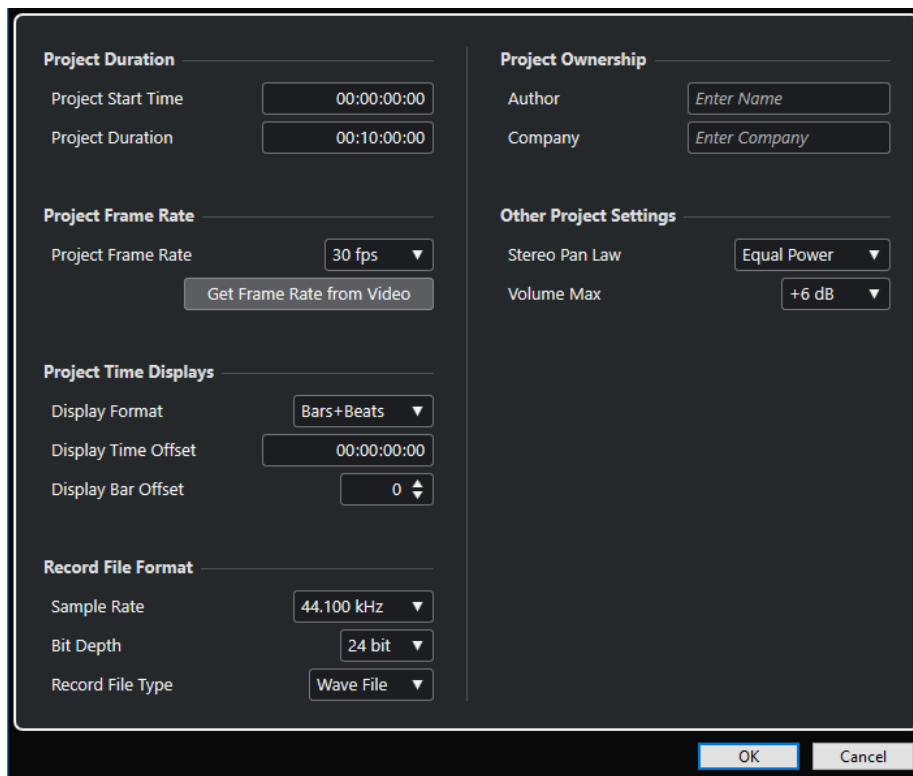 Project Duration
Project Start Time 00:00:00:00
Project Duration 00:10:00:00
Project Frame Rate
Project Frame Rate 30 fps
Get Frame Rate from Video
Project Time Displays
Display Format Bars+Beats
Display Time Offset 00:00:00:00
Display Bar Offset 0
Record File Format
Sample Rate 44.100 kHz
Bit Depth 24 bit
Record File Type Wave File
Project Ownership
Author Enter Name
Company Enter Company
Other Project Settings
Stereo Pan Law Equal Power
Volume Max +6 dB
OK Cancel